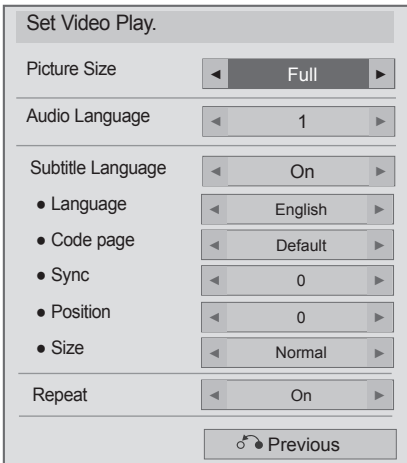 Set Video Play.
Picture Size ◄ Full ►
Audio Language ◄ 1 ►
Subtitle Language ◄ On ►
● Language ◄ English ►
● Code page ◄ Default ►
● Sync ◄ 0 ►
● Position ◄ 0 ►
● Size ◄ Normal ►
Repeat ◄ On ►
Previous